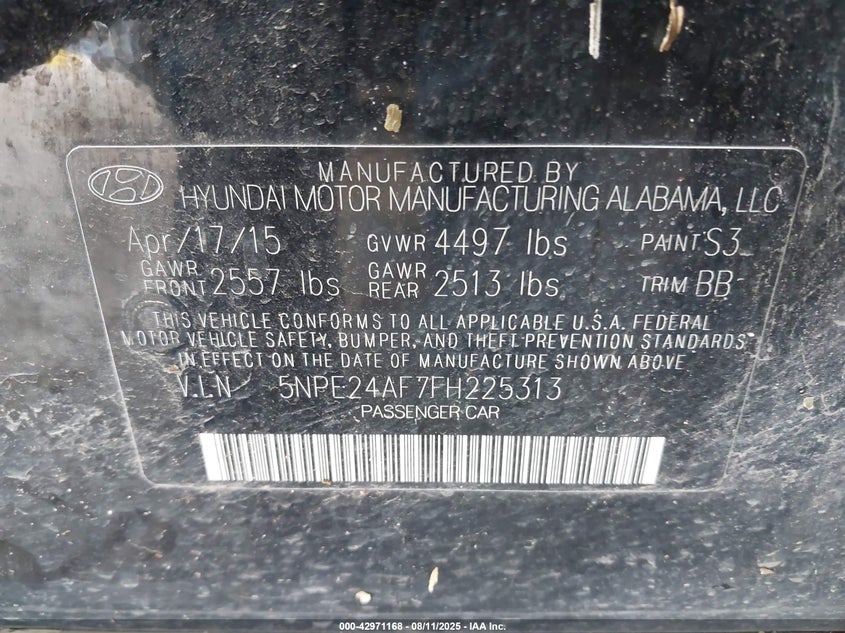 MANUFACTURED BY
HYUNDAI MOTOR MANUFACTURING ALABAMA, LLC
Apr/17/15 GVWR 4497 lbs PAINT S3
GAWR FRONT 2557 lbs GAWR REAR 2513 lbs TRIM BB
THIS VEHICLE CONFORMS TO ALL APPLICABLE U.S.A. FEDERAL
MOTOR VEHICLE SAFETY, BUMPER, AND THEFT PREVENTION STANDARDS
IN EFFECT ON THE DATE OF MANUFACTURE SHOWN ABOVE
V.I.N 5NPE24AF7FH225313
PASSENGER CAR
000-42971168 - 08/11/2025 - IAA Inc.